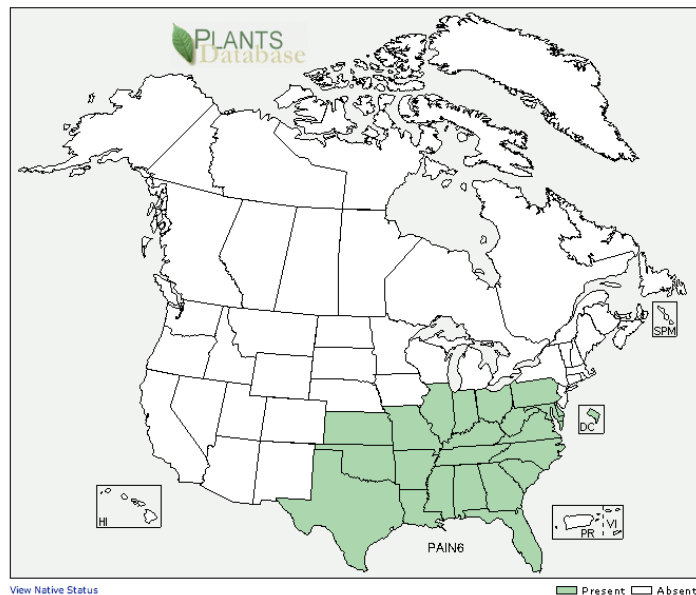 PLANTS
Database
SPM
DC
HI
PR
VI
PAIN6
View Native Status
Present
Absent